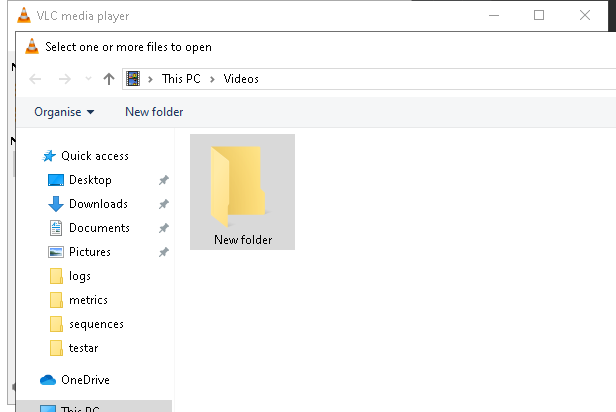 VLC media player
Select one or more files to open
This PC > Videos
Organise New folder
Quick access
Desktop
Downloads
Documents
Pictures
logs
metrics
sequences
testar
OneDrive
This PC
New folder